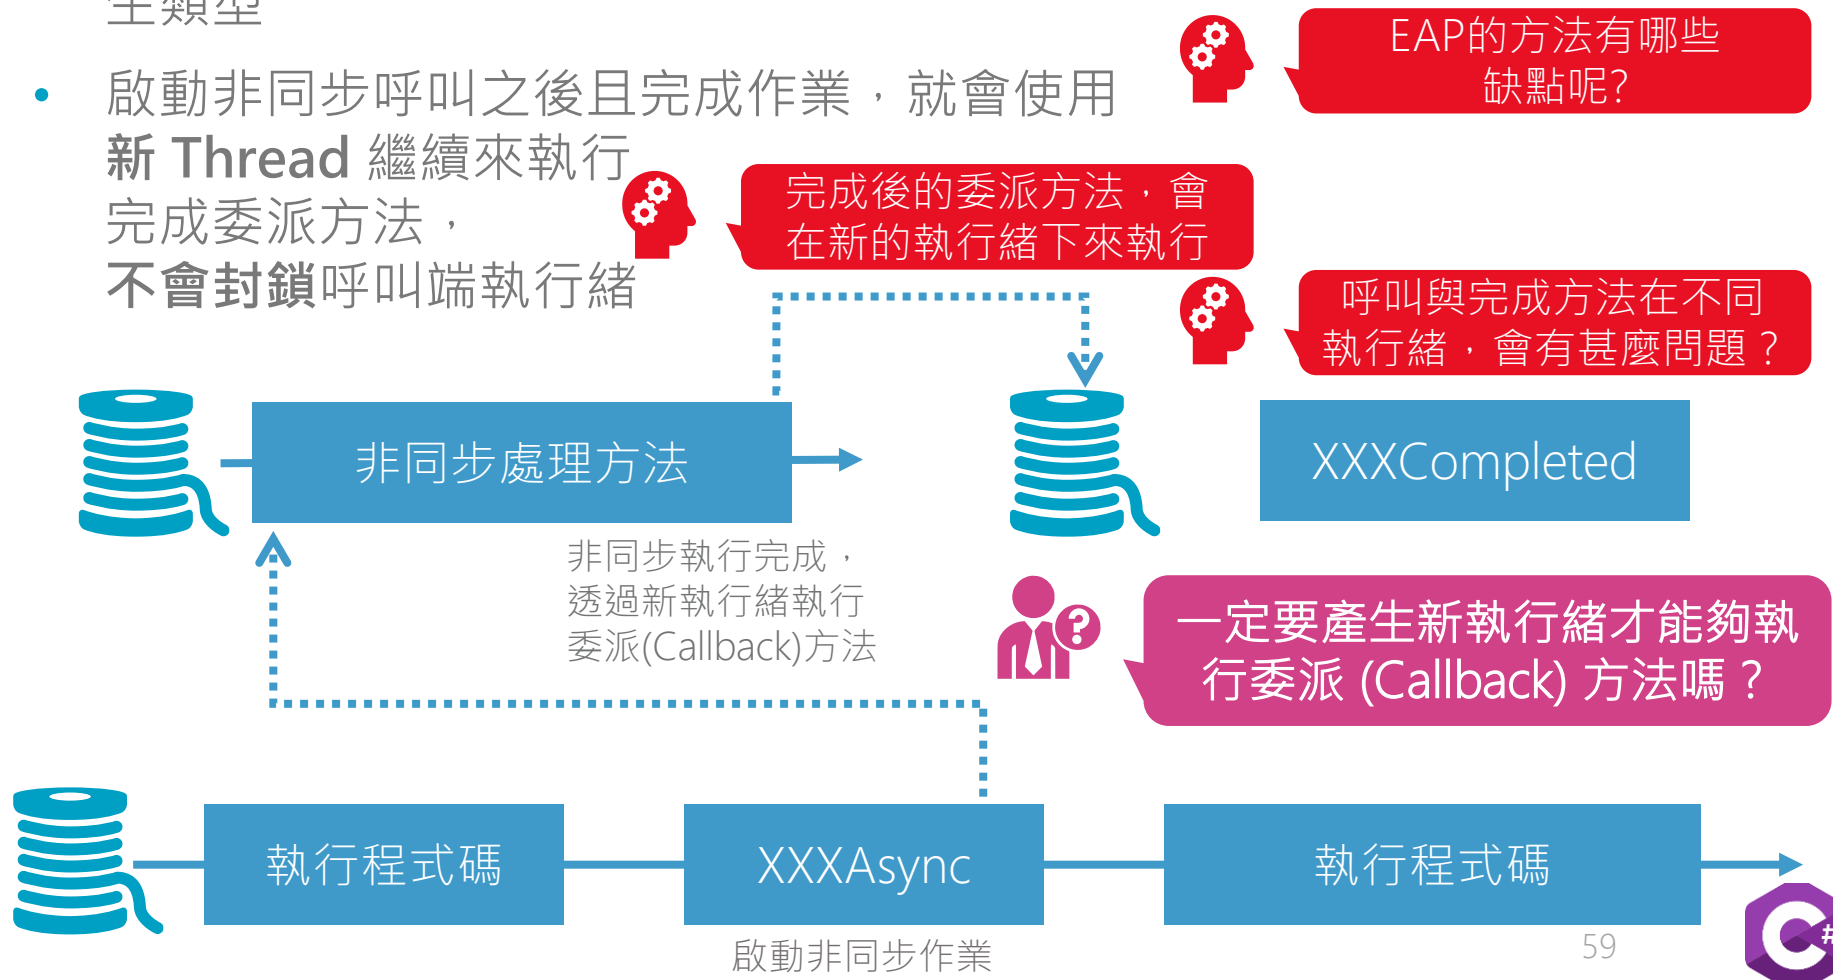 生類型
• 啟動非同步呼叫之後且完成作業，就會使用
新 Thread 繼續來執行
完成委派方法，
不會封鎖呼叫端執行緒
EAP的方法有哪些
缺點呢?
完成後的委派方法，會
在新的執行緒下來執行
呼叫與完成方法在不同
執行緒，會有甚麼問題？
非同步處理方法
XXXCompleted
非同步執行完成，
透過新執行緒執行
委派(Callback)方法
一定要產生新執行緒才能夠執
行委派 (Callback) 方法嗎？
執行程式碼
XXXAsync
執行程式碼
啟動非同步作業
59
C#